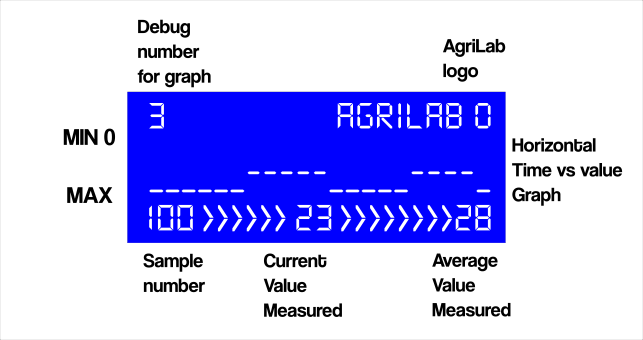 Debug
number
for graph
AgriLab
logo
3 AGRILAB 0
MIN 0
Horizontal
Time vs value
Graph
-----
----
MAX
------
-----
-
100 >>>>>> 23 >>>>>>>>28
Sample
number
Current
Value
Measured
Average
Value
Measured